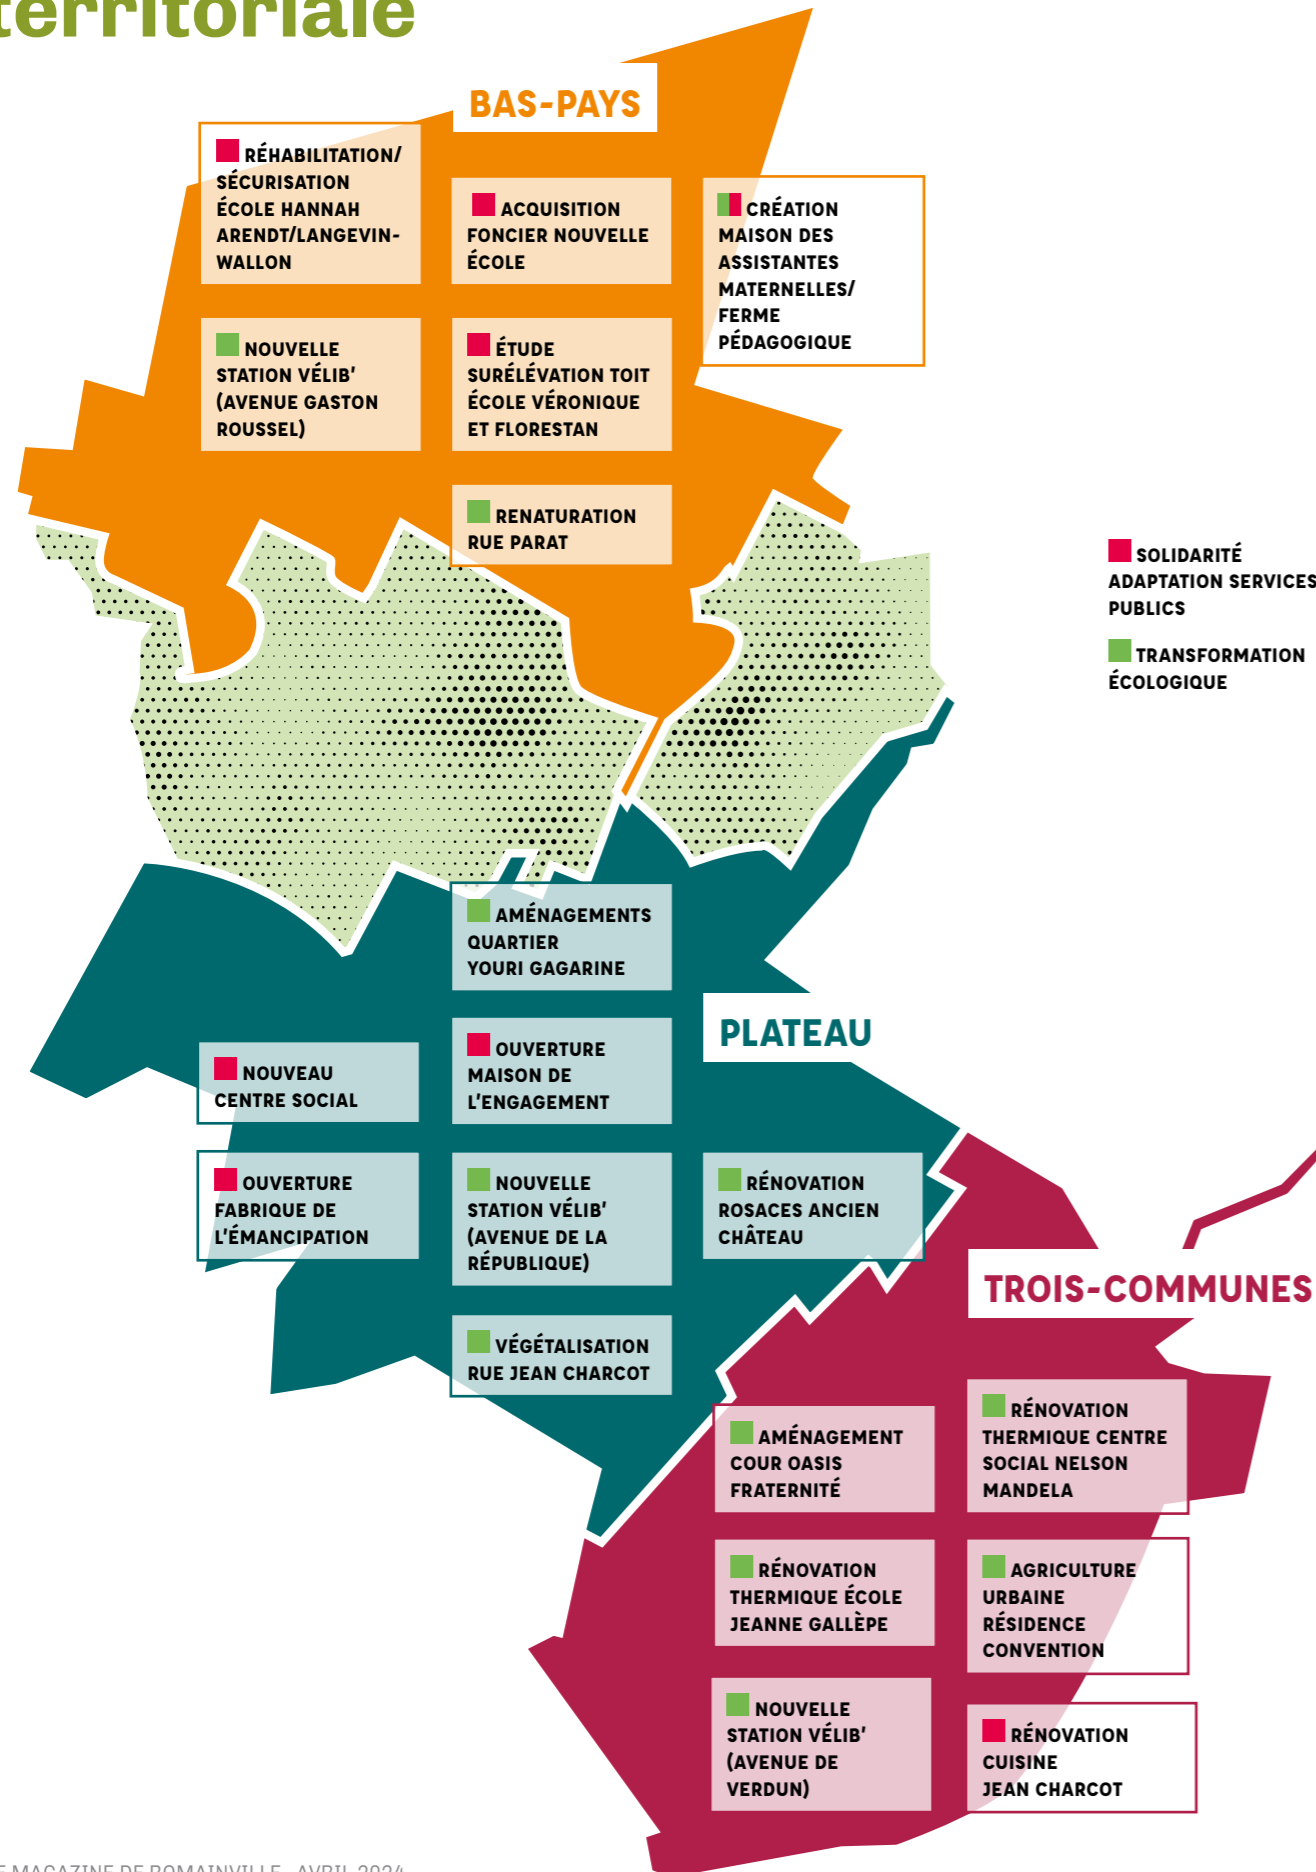 territoriale
BAS-PAYS
RÉHABILITATION/
SÉCURISATION
ÉCOLE HANNAH
ARENDT/LANGEVIN-
WALLON
ACQUISITION
FONCIER NOUVELLE
ÉCOLE
CRÉATION
MAISON DES
ASSISTANTES
MATERNELLES/
FERME
PÉDAGOGIQUE
NOUVELLE
STATION VÉLIB'
(AVENUE GASTON
ROUSSEL)
ÉTUDE
SURÉLÉVATION TOIT
ÉCOLE VÉRONIQUE
ET FLORESTAN
RENATURATION
RUE PARAT
SOLIDARITÉ
ADAPTATION SERVICES
PUBLICS
TRANSFORMATION
ÉCOLOGIQUE
AMÉNAGEMENTS
QUARTIER
YOURI GAGARINE
PLATEAU
NOUVEAU
CENTRE SOCIAL
OUVERTURE
MAISON DE
L'ENGAGEMENT
OUVERTURE
FABRIQUE DE
L'ÉMANCIPATION
NOUVELLE
STATION VÉLIB'
(AVENUE DE LA
RÉPUBLIQUE)
RÉNOVATION
ROSACES ANCIEN
CHÂTEAU
VÉGÉTALISATION
RUE JEAN CHARCOT
TROIS-COMMUNES
AMÉNAGEMENT
COUR OASIS
FRATERNITÉ
RÉNOVATION
THERMIQUE CENTRE
SOCIAL NELSON
MANDELA
RÉNOVATION
THERMIQUE ÉCOLE
JEANNE GALLÈPE
AGRICULTURE
URBAINE
RÉSIDENCE
CONVENTION
NOUVELLE
STATION VÉLIB'
(AVENUE DE
VERDUN)
RÉNOVATION
CUISINE
JEAN CHARCOT
MAGAZINE DE ROMAINVILLE AVRIL 2024